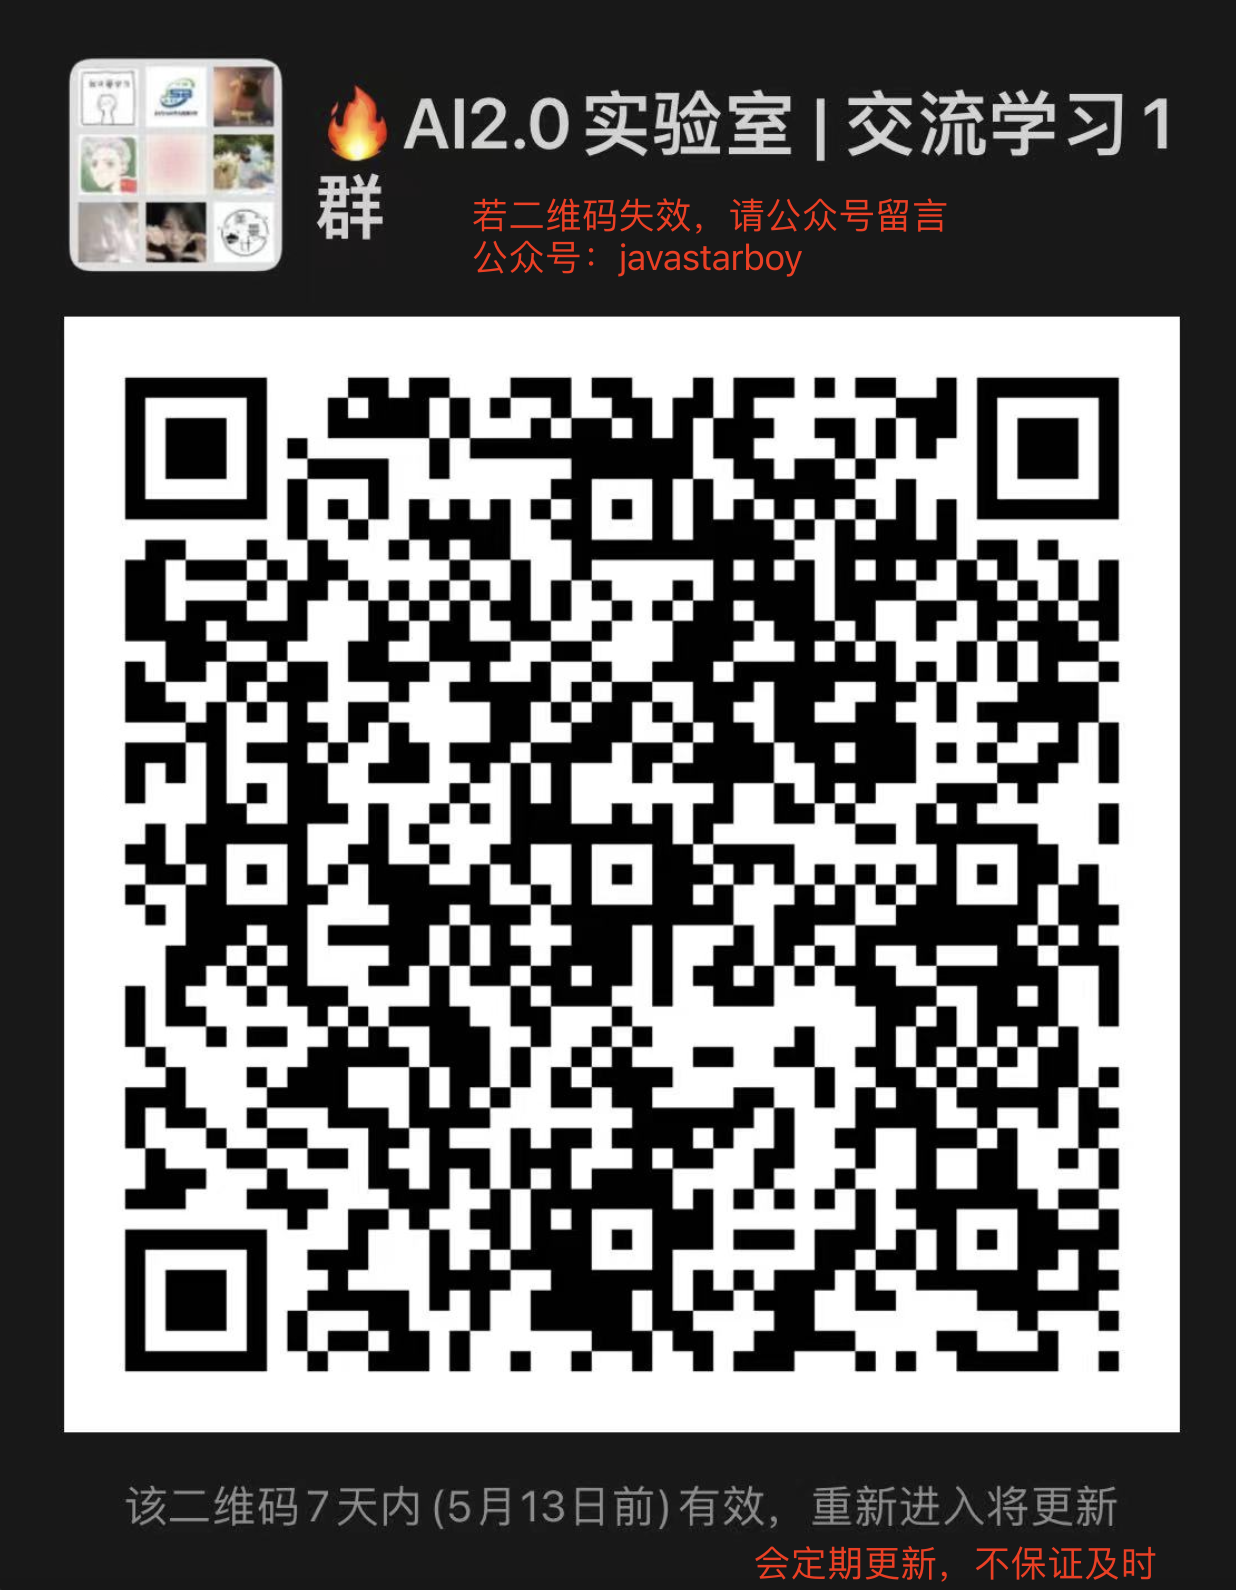 🔥AI2.0实验室 | 交流学习1
群
若二维码失效，请公众号留言
公众号：javastarboy
该二维码7天内(5月13日前)有效，重新进入将更新
会定期更新，不保证及时